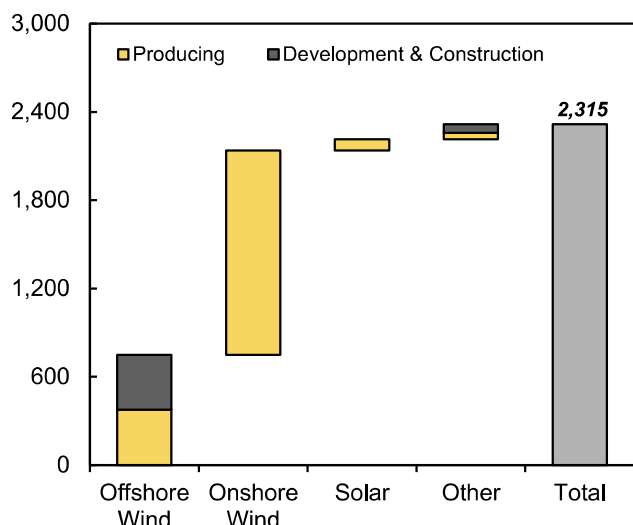 3,000
Producing
Development & Construction
2,400
2,315
1,800
1,200
600
0
Offshore Wind
Onshore Wind
Solar
Other
Total